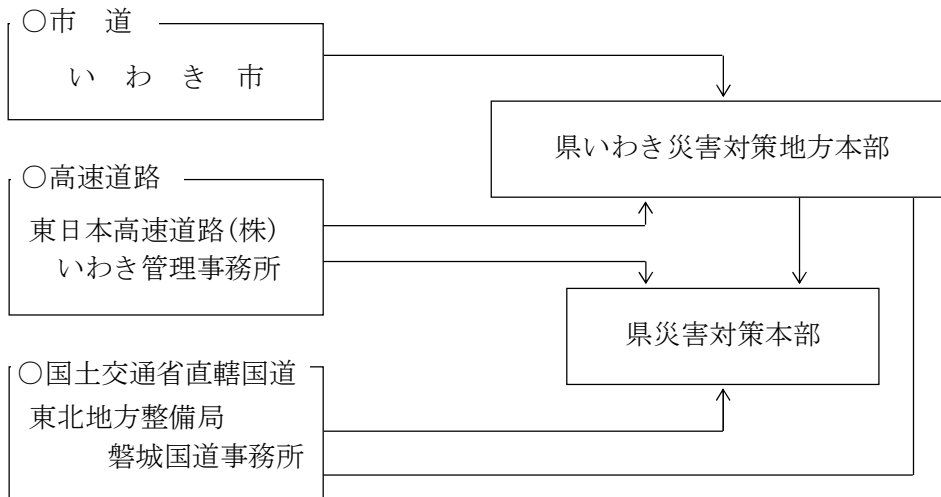 ○市　道
い　わ　き　市
県いわき災害対策地方本部
○高速道路
東日本高速道路(株)
いわき管理事務所
県災害対策本部
○国土交通省直轄国道
東北地方整備局
磐城国道事務所